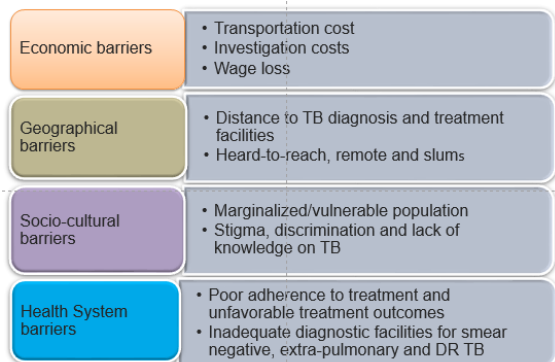 Economic barriers
• Transportation cost
• Investigation costs
• Wage loss
Geographical
barriers
• Distance to TB diagnosis and treatment
facilities
• Heard-to-reach, remote and slums
Socio-cultural
barriers
• Marginalized/vulnerable population
• Stigma, discrimination and lack of
knowledge on TB
Health System
barriers
• Poor adherence to treatment and
unfavorable treatment outcomes
• Inadequate diagnostic facilities for smear
negative, extra-pulmonary and DR TB